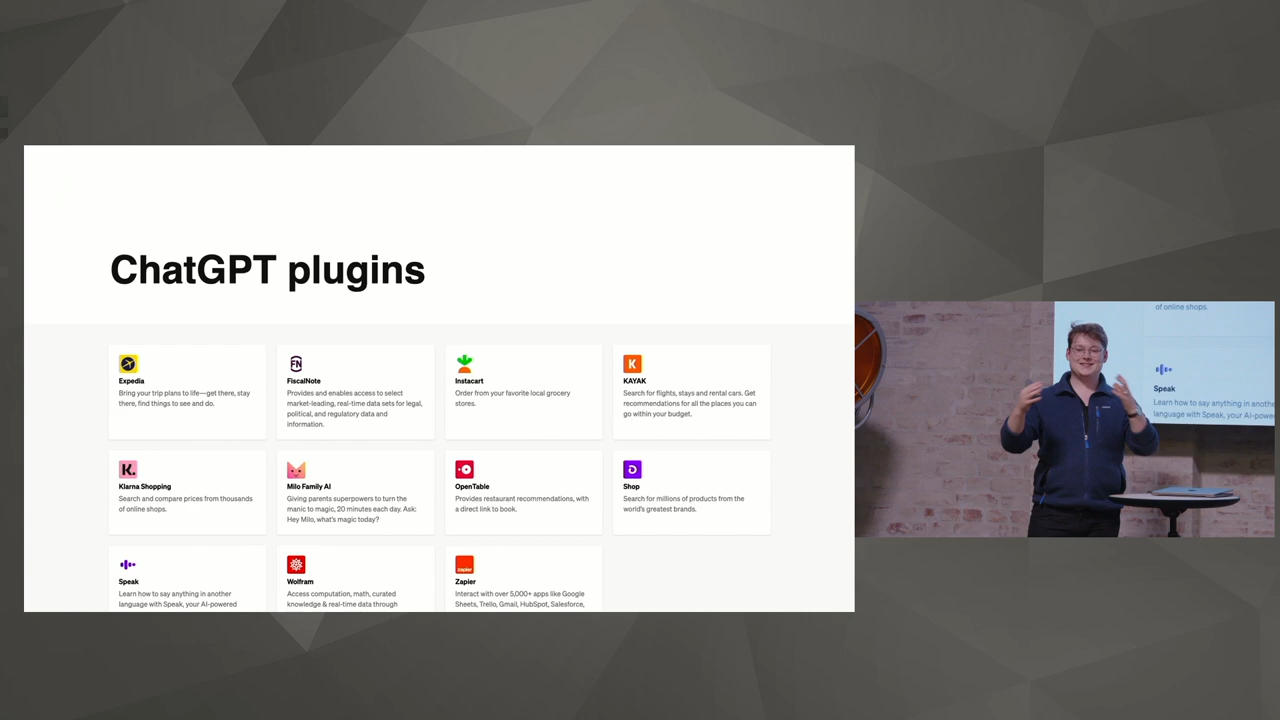 ChatGPT plugins
Expedia
Bring your trip plans to life—get there, stay
there, find things to see and do.
FiscalNote
Provides and enables access to select
market-leading, real-time data sets for legal,
political, and regulatory data and
information.
Instacart
Order from your favorite local grocery
stores.
K
KAYAK
Search for flights, stays and rental cars. Get
recommendations for all the places you can
go within your budget.
K.
Klarna Shopping
Search and compare prices from thousands
of online shops.
Milo Family AI
Giving parents superpowers to turn the
manic to magic, 20 minutes each day. Ask:
Hey Milo, what's magic today?
OpenTable
Provides restaurant recommendations, with
a direct link to book.
Shop
Search for millions of products from the
world's greatest brands.
Speak
Learn how to say anything in another
language with Speak, your AI-powered
Wolfram
Access computation, math, curated
knowledge & real-time data through
zapier
Zapier
Interact with over 5,000+ apps like Google
Sheets, Trello, Gmail, HubSpot, Salesforce,
of online shops.
Speak
Learn how to say anything in anothe
language with Speak, your AI-powe